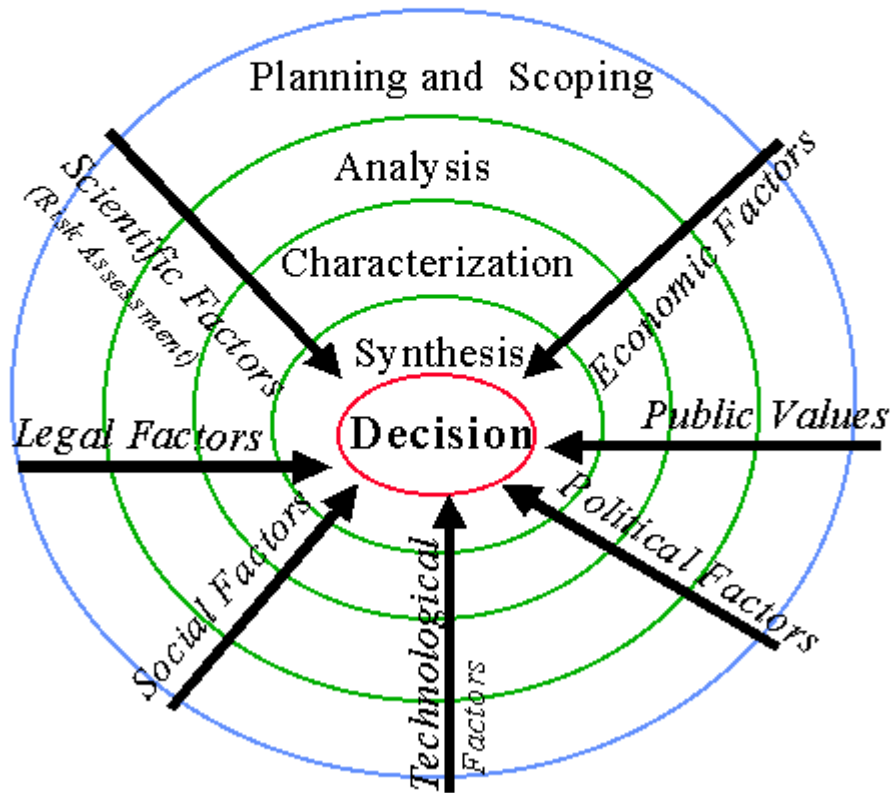 Planning and Scoping
Analysis
Characterization
Synthesis
Decision
Scientific Factors
(Risk Assessment)
Economic Factors
Legal Factors
Public Values
Social Factors
Technological
Factors
Political Factors